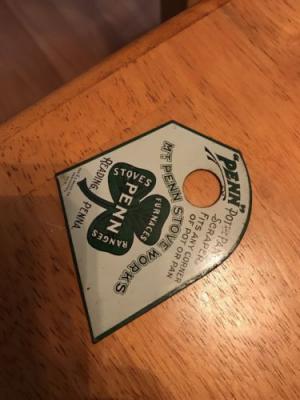 "PENN"
POT AND PAN
SCRAPER
FITS ANY CORNER
OF POT OR PAN
MT. PENN STOVE WORKS
STOVES
PENN
FURNACES
RANGES
READING PENNA